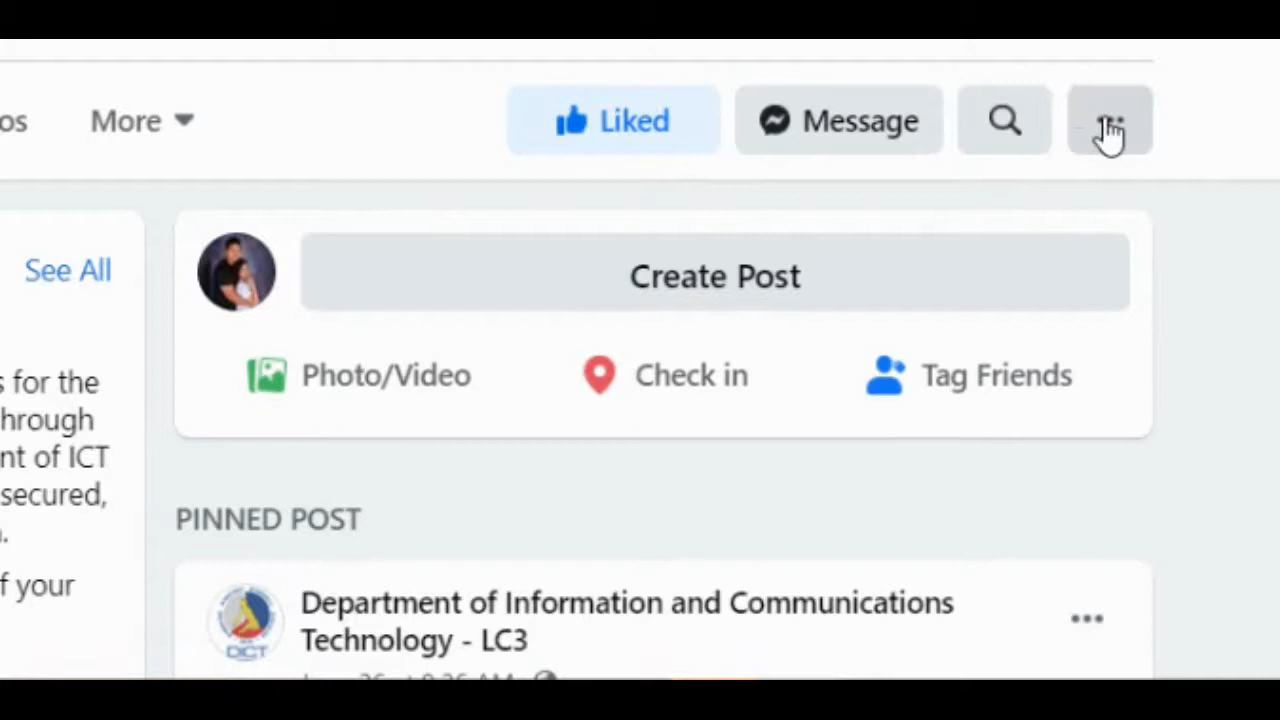 os
More
Liked
Message
See All
Create Post
Photo/Video
Check in
Tag Friends
s for the
hrough
nt of ICT
secured,
f your
PINNED POST
Department of Information and Communications
Technology - LC3
DICT